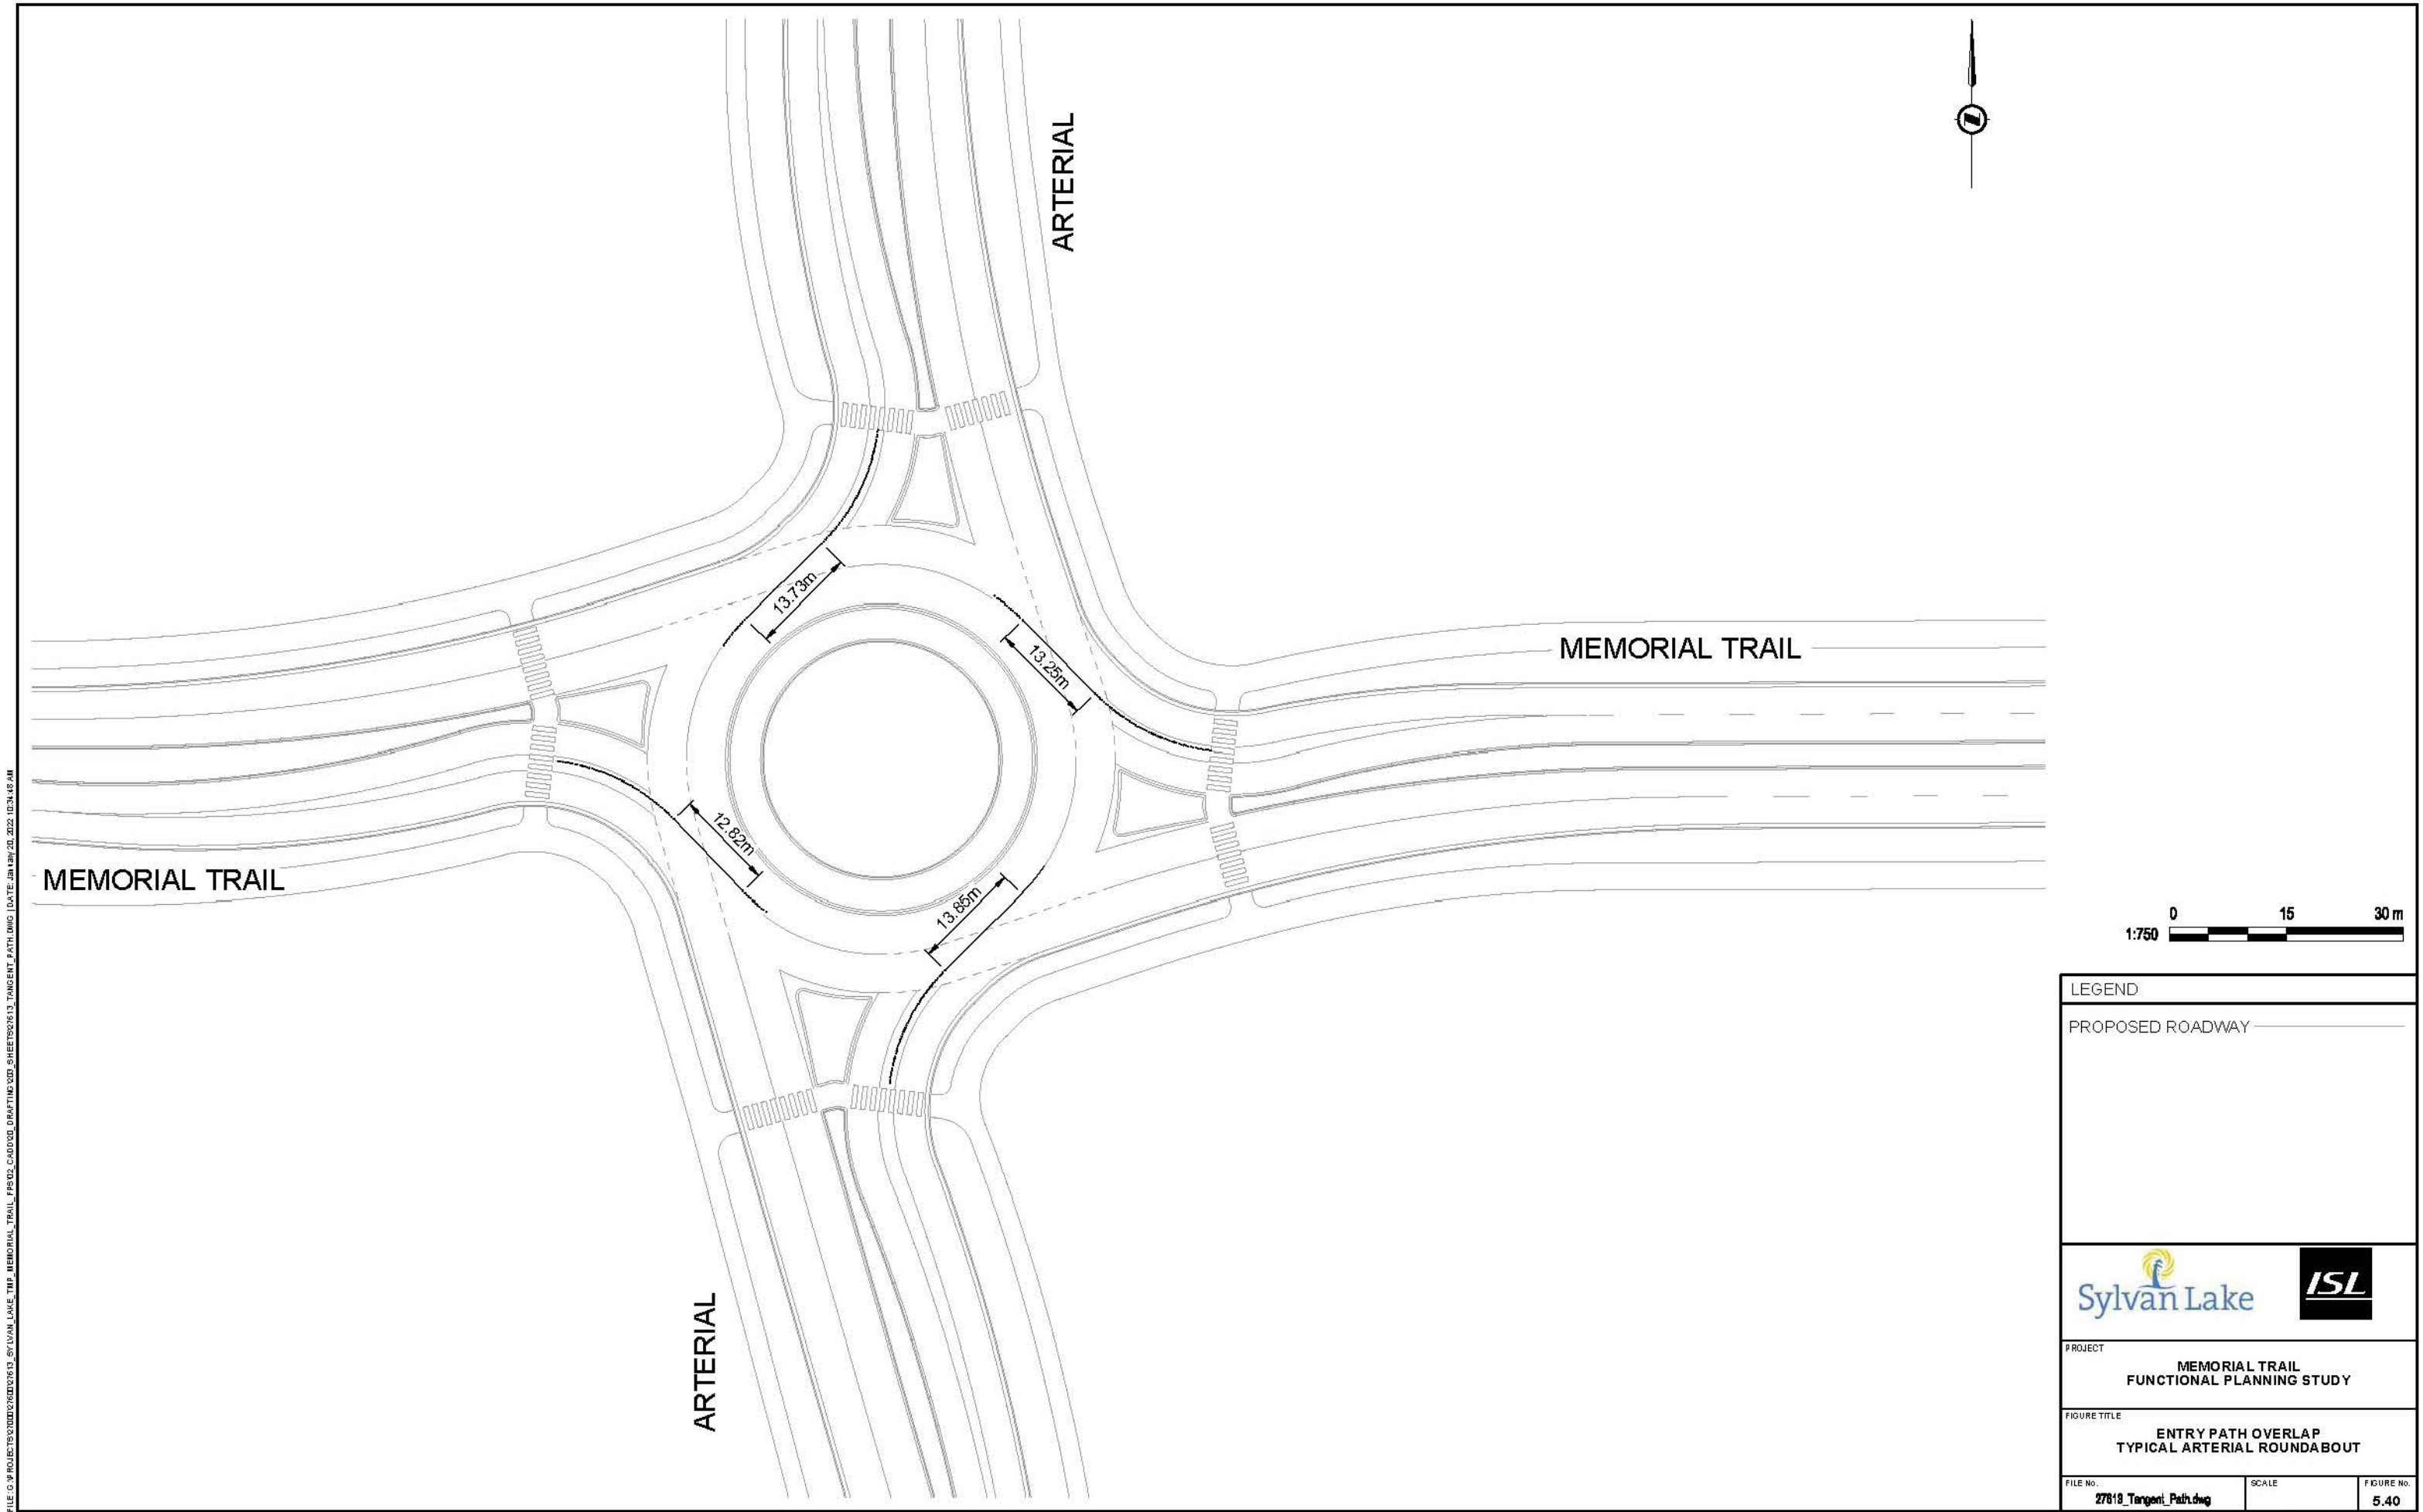 ARTERIAL
MEMORIAL TRAIL
13.73m
13.25m
12.82m
13.85m
MEMORIAL TRAIL
ARTERIAL
0 15 30 m
1:750
LEGEND
PROPOSED ROADWAY
Sylvan Lake
ISL
PROJECT
MEMORIAL TRAIL
FUNCTIONAL PLANNING STUDY
FIGURE TITLE
ENTRY PATH OVERLAP
TYPICAL ARTERIAL ROUNDABOUT
FILE No.
SCALE
FIGURE No.
27613_Tangent_Path.dwg
5.40